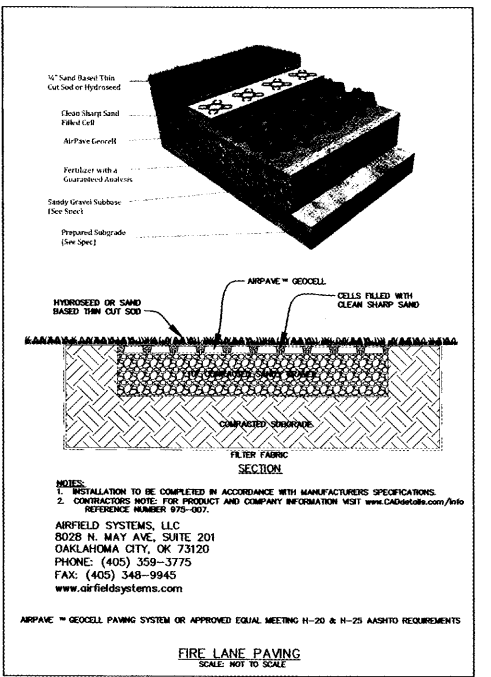 ¼" Sand Based Thin
Cut Sod or Hydroseed
Clean Sharp Sand
Filled Cell
AirPave Geocell
Fertilizer with a
Guaranteed Analysis
Sandy Gravel Subbase
(See Spec)
Prepared Subgrade
(See Spec)
AIRPAVE™ GEOCELL
HYDROSEED OR SAND
BASED THIN CUT SOD
CELLS FILLED WITH
CLEAN SHARP SAND
COMPACTED SANDY
COMPACTED SUBGRADE
FILTER FABRIC
SECTION
NOTES:
1. INSTALLATION TO BE COMPLETED IN ACCORDANCE WITH MANUFACTURERS SPECIFICATIONS.
2. CONTRACTORS NOTE: FOR PRODUCT AND COMPANY INFORMATION VISIT www.CADdetails.com/info
REFERENCE NUMBER 975-007.
AIRFIELD SYSTEMS, LLC
8028 N. MAY AVE, SUITE 201
OAKLAHOMA CITY, OK 73120
PHONE: (405) 359-3775
FAX: (405) 348-9945
www.airfieldsystems.com
AIRPAVE ™ GEOCELL PAVING SYSTEM OR APPROVED EQUAL MEETING H-20 & H-25 AASHTO REQUIREMENTS
FIRE LANE PAVING
SCALE: NOT TO SCALE